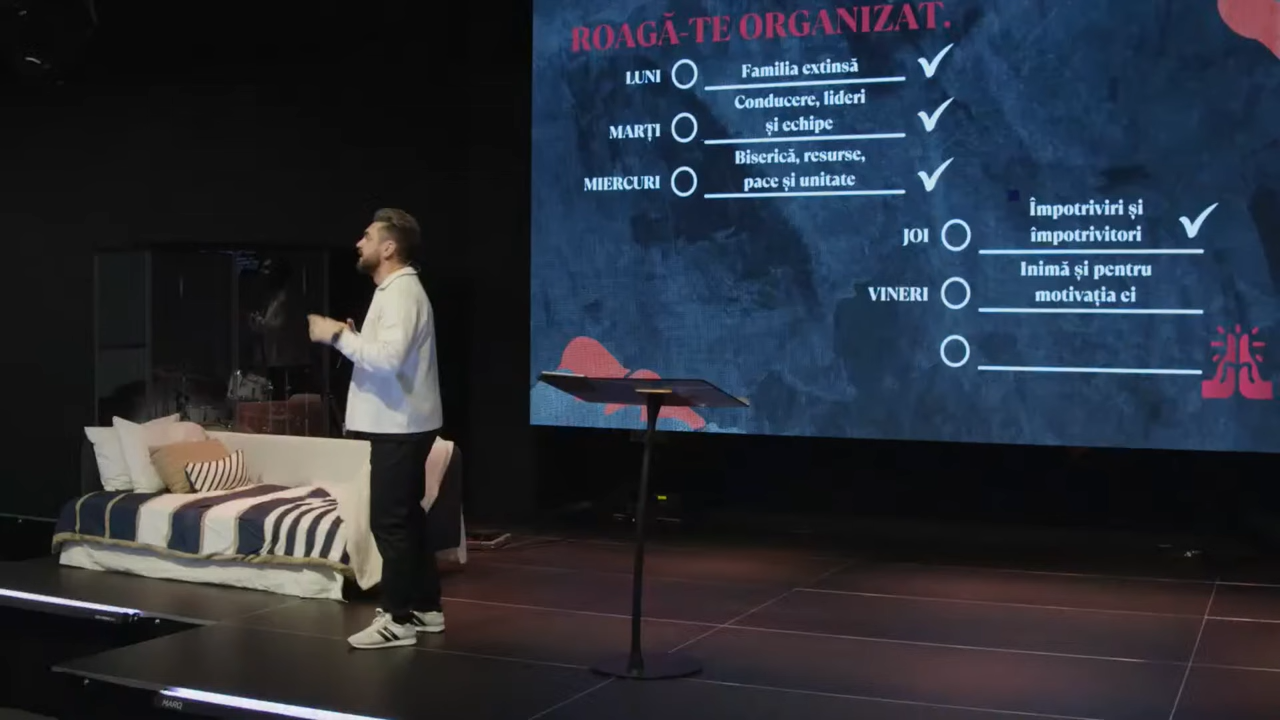 ROAGĂ-TE ORGANIZAT.
LUNI Familia extinsă
MARȚI Conducere, lideri
și echipe
MIERCURI Biserică, resurse,
pace și unitate
JOI Împotriviri și
împotrivitori
VINERI Inimă și pentru
motivația ei
MARQ